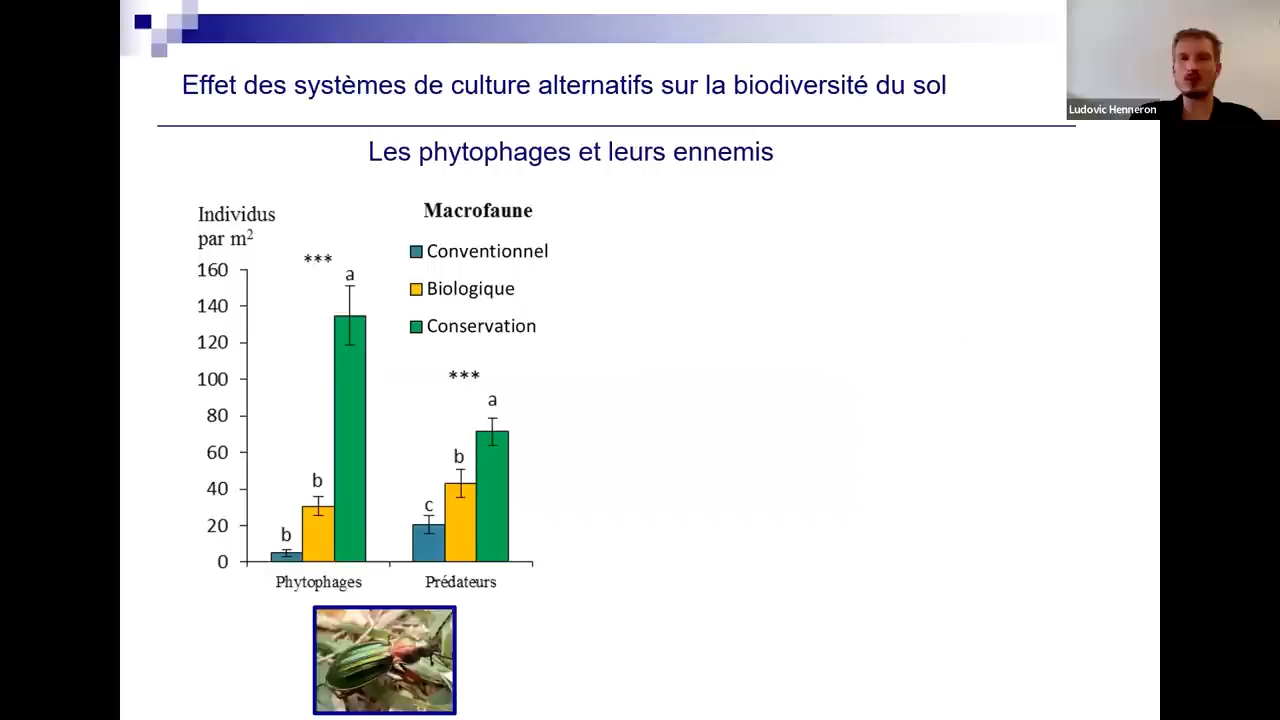 Effet des systèmes de culture alternatifs sur la biodiversité du sol
Ludovic Henneron
Les phytophages et leurs ennemis
Individus
par m²
Macrofaune
Conventionnel
Biologique
Conservation
160
140
120
100
80
60
40
20
0
***
a
b
b
***
a
b
c
Phytophages
Prédateurs